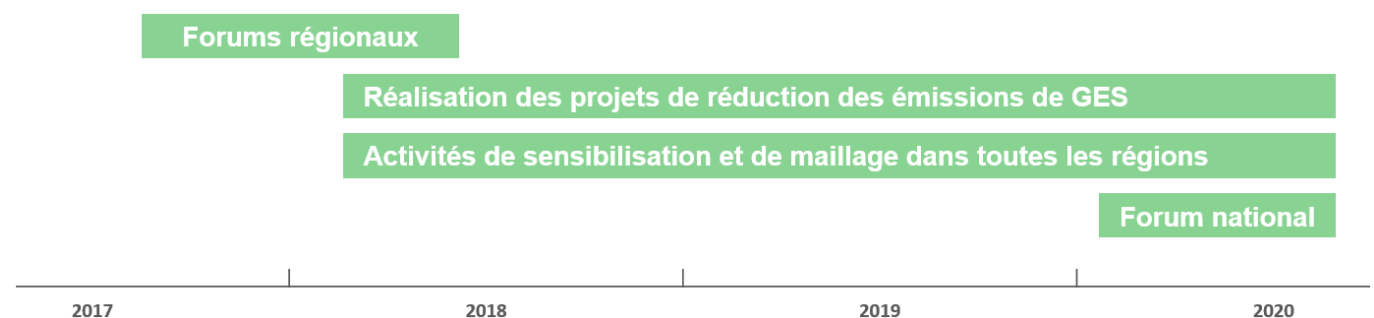 Forums régionaux
Réalisation des projets de réduction des émissions de GES
Activités de sensibilisation et de maillage dans toutes les régions
Forum national
2017 2018 2019 2020